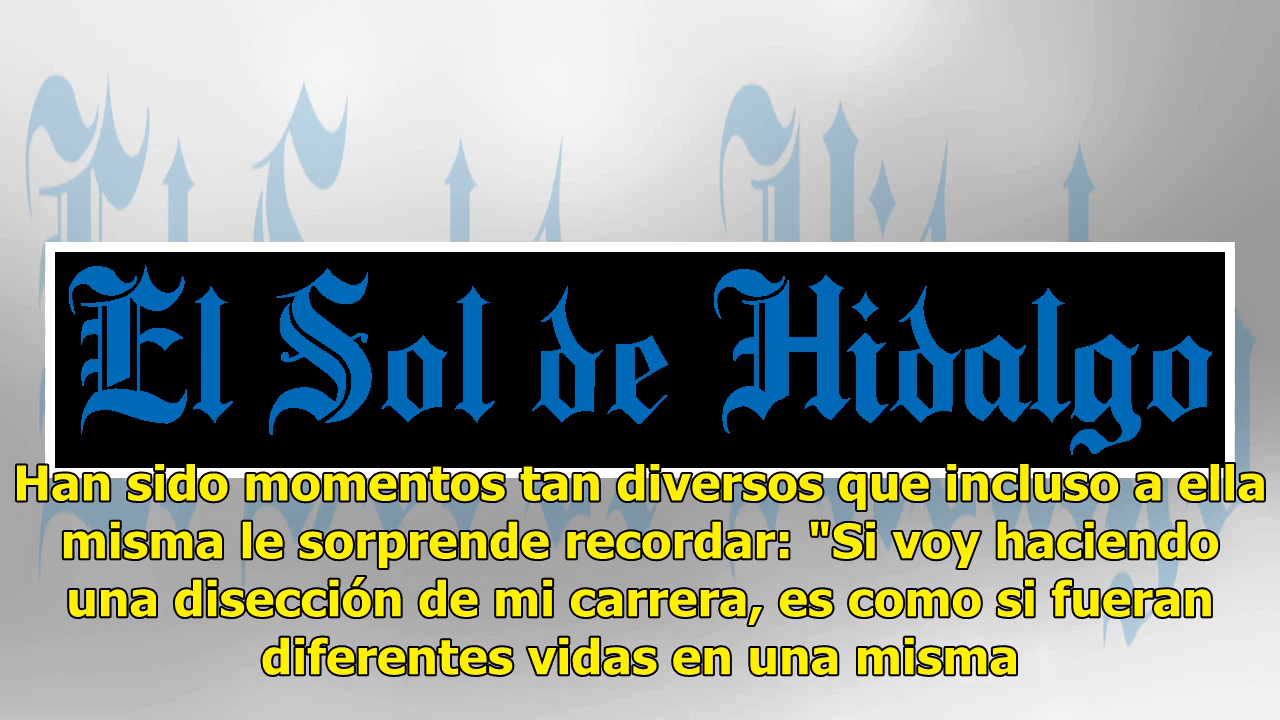 El Sol de Hidalgo
Han sido momentos tan diversos que incluso a ella
misma le sorprende recordar: "Si voy haciendo
una disección de mi carrera, es como si fueran
diferentes vidas en una misma